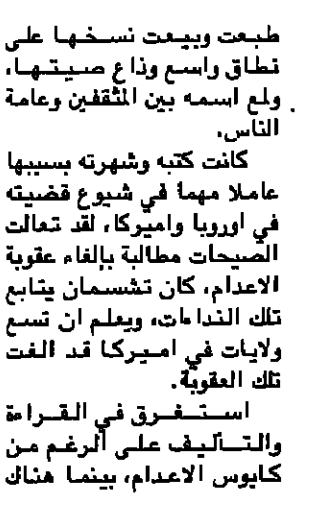 طبعت وبيعت نسخها على
نطاق واسع وذاع صيتها،
ولمع اسمه بين المثقفين وعامة
الناس.
كانت كتبه وشهرته بسببها
عاملا مهما في شيوع قضيته
في اوروبا واميركا، لقد تعالت
الصيحات مطالبة بإلغاء عقوبة
الاعدام، كان تشسمان يتابع
تلك النداءات، ويعلم ان تسع
ولايات في اميركا قد الغت
تلك العقوبة.
استغرق في القراءة
والتأليف على الرغم من
كابوس الاعدام، بينما هناك